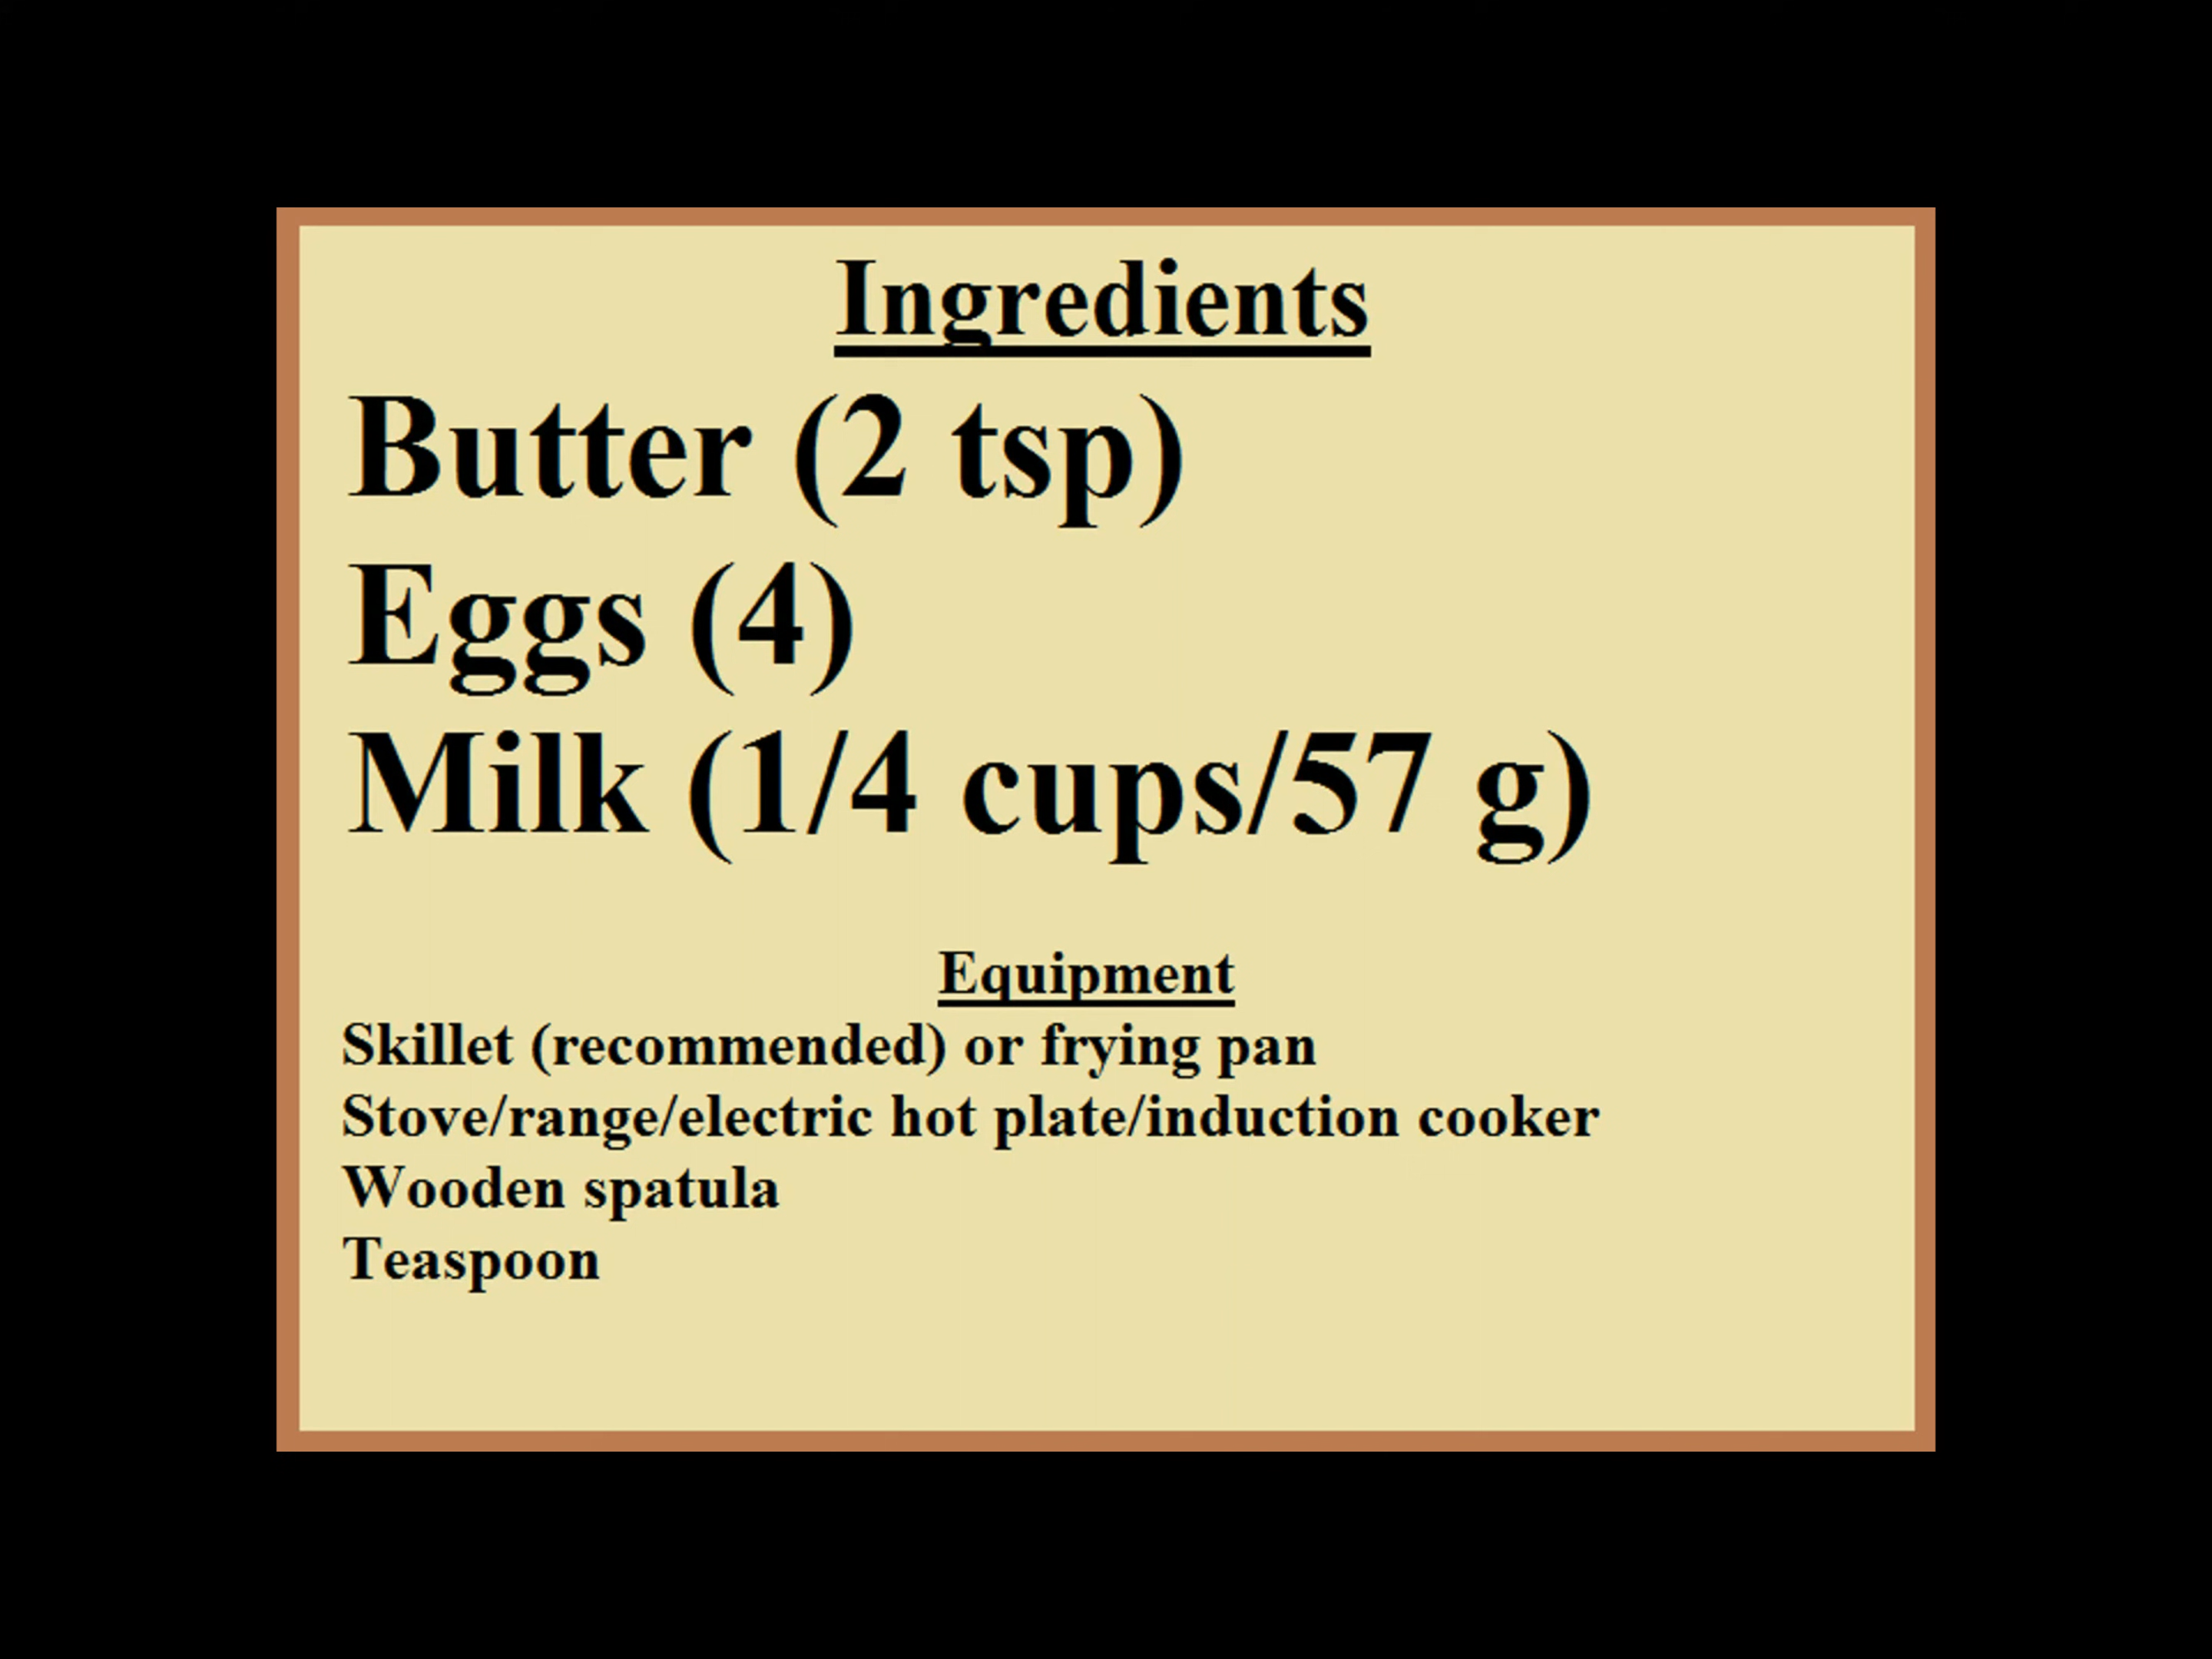 Ingredients
Butter (2 tsp)
Eggs (4)
Milk (1/4 cups/57 g)
Equipment
Skillet (recommended) or frying pan
Stove/range/electric hot plate/induction cooker
Wooden spatula
Teaspoon